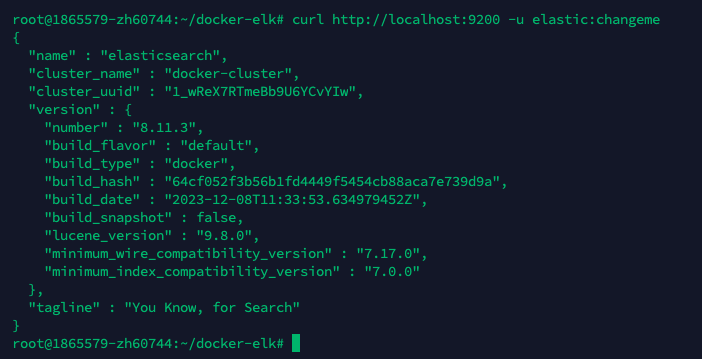 root@1865579-zh60744:~/docker-elk# curl http://localhost:9200 -u elastic:changeme
{
  "name" : "elasticsearch",
  "cluster_name" : "docker-cluster",
  "cluster_uuid" : "1_wReX7RTmeBb9U6YCvYIw",
  "version" : {
    "number" : "8.11.3",
    "build_flavor" : "default",
    "build_type" : "docker",
    "build_hash" : "64cf052f3b56b1fd4449f5454cb88aca7e739d9a",
    "build_date" : "2023-12-08T11:33:53.634979452Z",
    "build_snapshot" : false,
    "lucene_version" : "9.8.0",
    "minimum_wire_compatibility_version" : "7.17.0",
    "minimum_index_compatibility_version" : "7.0.0"
  },
  "tagline" : "You Know, for Search"
}
root@1865579-zh60744:~/docker-elk#